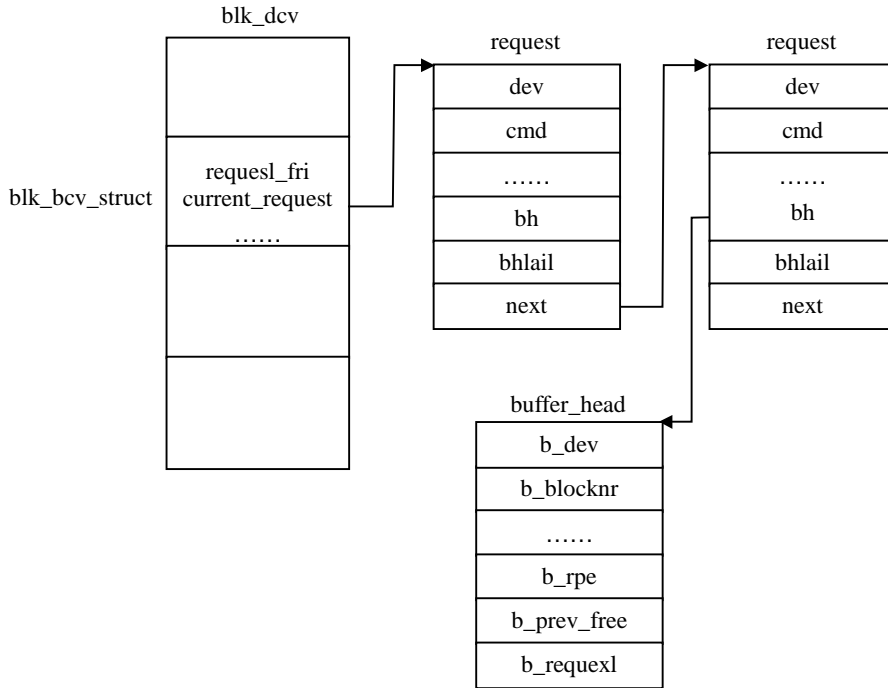 blk_dcv
blk_bcv_struct
requesl_fri
current_request
……
request
dev
cmd
……
bh
bhlail
next
request
dev
cmd
……
bh
bhlail
next
buffer_head
b_dev
b_blocknr
……
b_rpe
b_prev_free
b_requexl